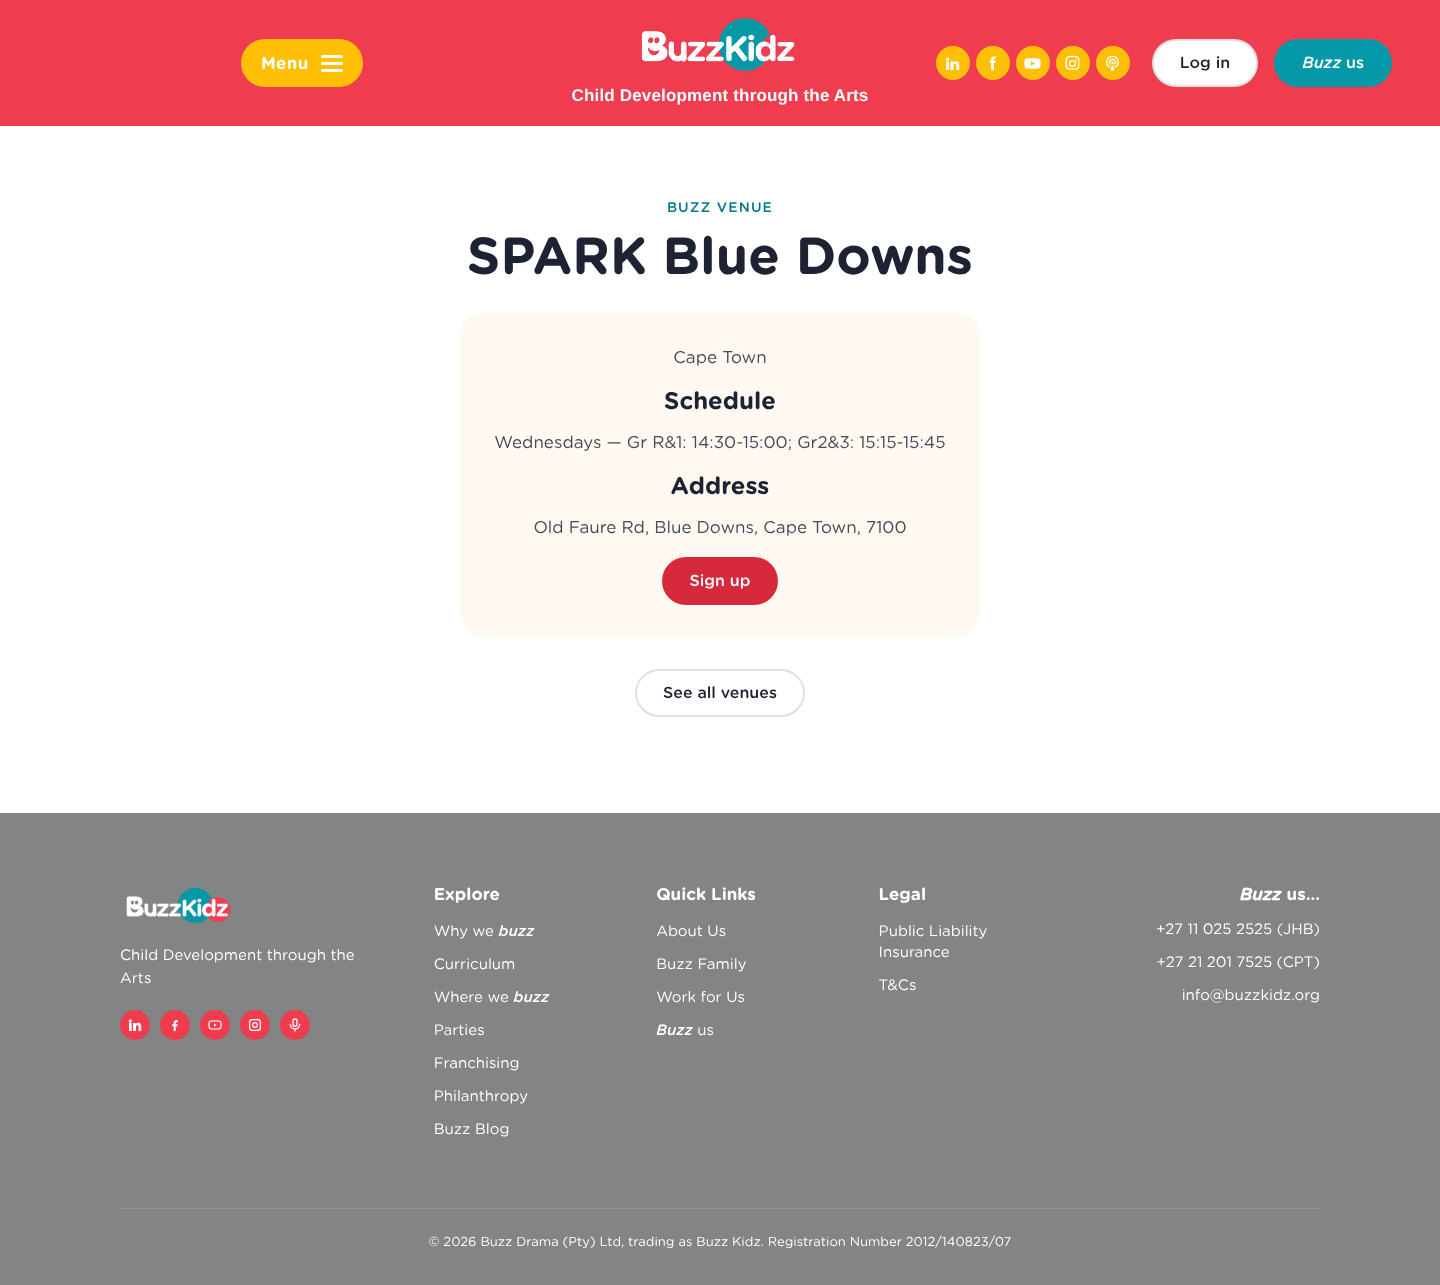 Menu
BuzzKidz
Child Development through the Arts
Log in
Buzz us
BUZZ VENUE
SPARK Blue Downs
Cape Town
Schedule
Wednesdays — Gr R&1: 14:30-15:00; Gr2&3: 15:15-15:45
Address
Old Faure Rd, Blue Downs, Cape Town, 7100
Sign up
See all venues
BuzzKidz
Child Development through the
Arts
Explore
Why we buzz
Curriculum
Where we buzz
Parties
Franchising
Philanthropy
Buzz Blog
Quick Links
About Us
Buzz Family
Work for Us
Buzz us
Legal
Public Liability
Insurance
T&Cs
Buzz us...
+27 11 025 2525 (JHB)
+27 21 201 7525 (CPT)
info@buzzkidz.org
© 2026 Buzz Drama (Pty) Ltd, trading as Buzz Kidz. Registration Number 2012/140823/07